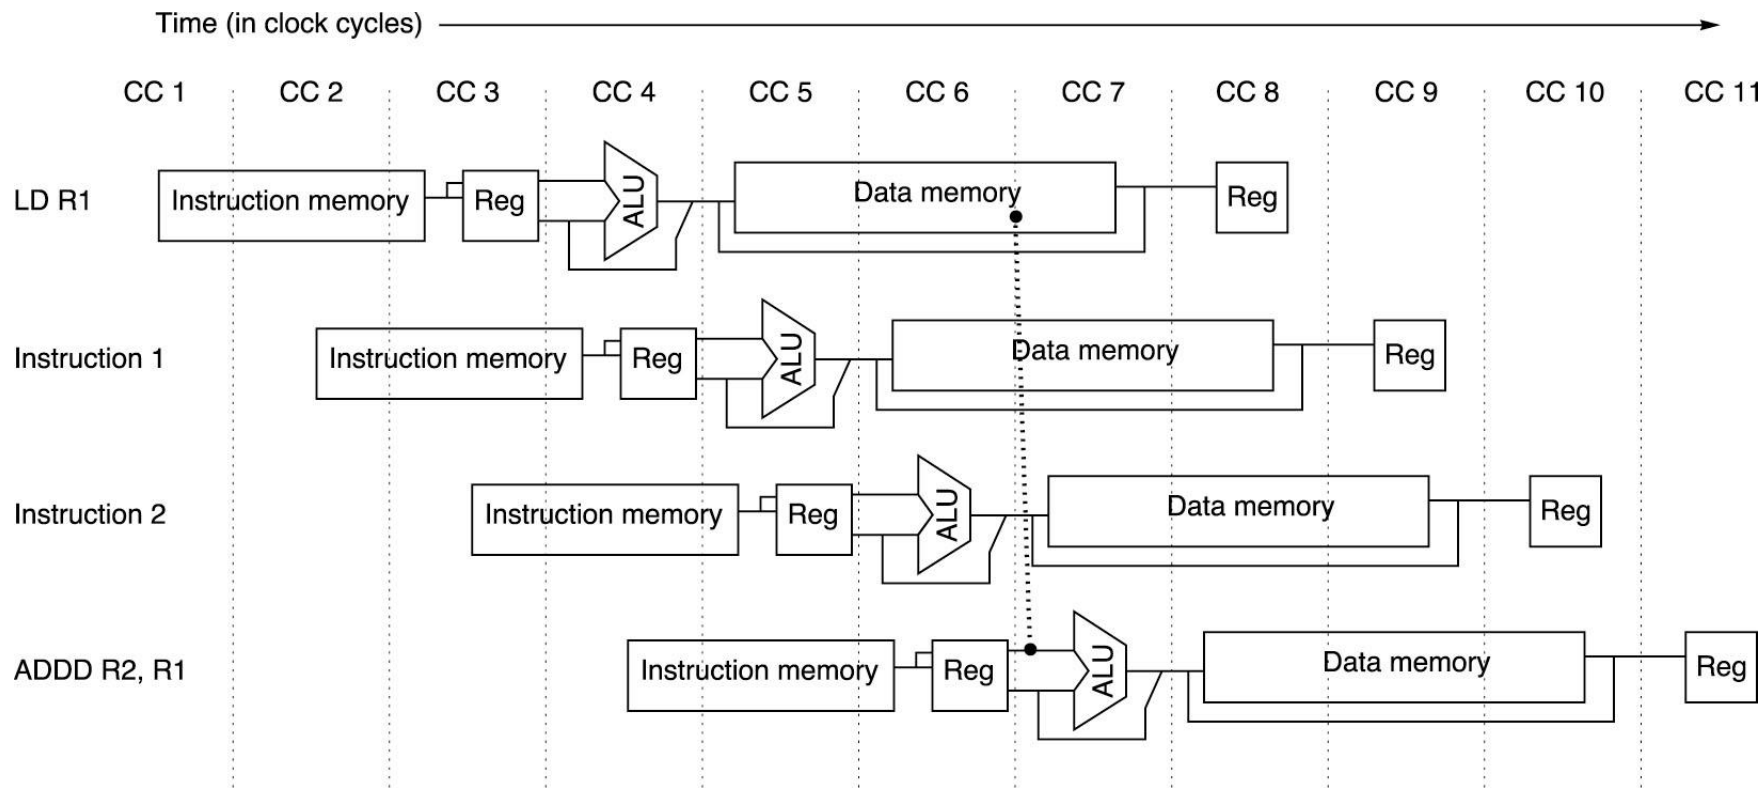 Time (in clock cycles)
CC 1 CC 2 CC 3 CC 4 CC 5 CC 6 CC 7 CC 8 CC 9 CC 10 CC 11
LD R1 Instruction memory Reg ALU Data memory Reg
Instruction 1 Instruction memory Reg ALU Data memory Reg
Instruction 2 Instruction memory Reg ALU Data memory Reg
ADDD R2, R1 Instruction memory Reg ALU Data memory Reg